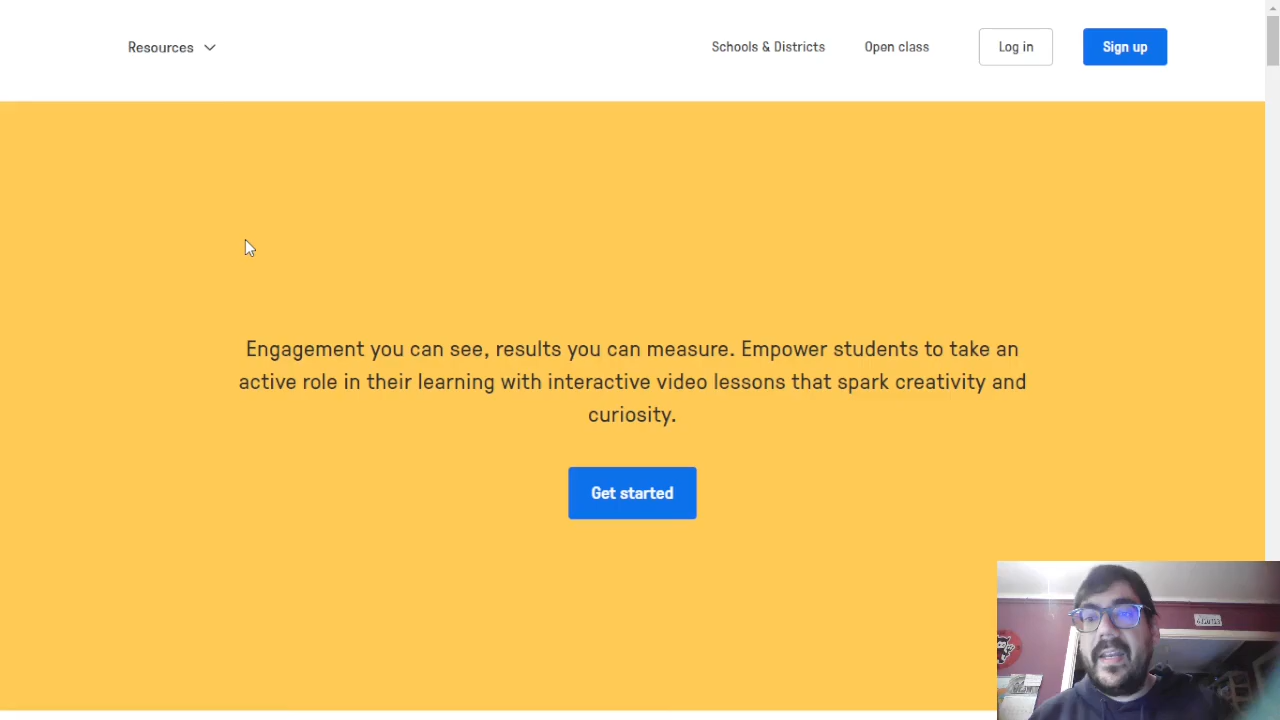 Resources
Schools & Districts
Open class
Log in
Sign up
Engagement you can see, results you can measure. Empower students to take an
active role in their learning with interactive video lessons that spark creativity and
curiosity.
Get started